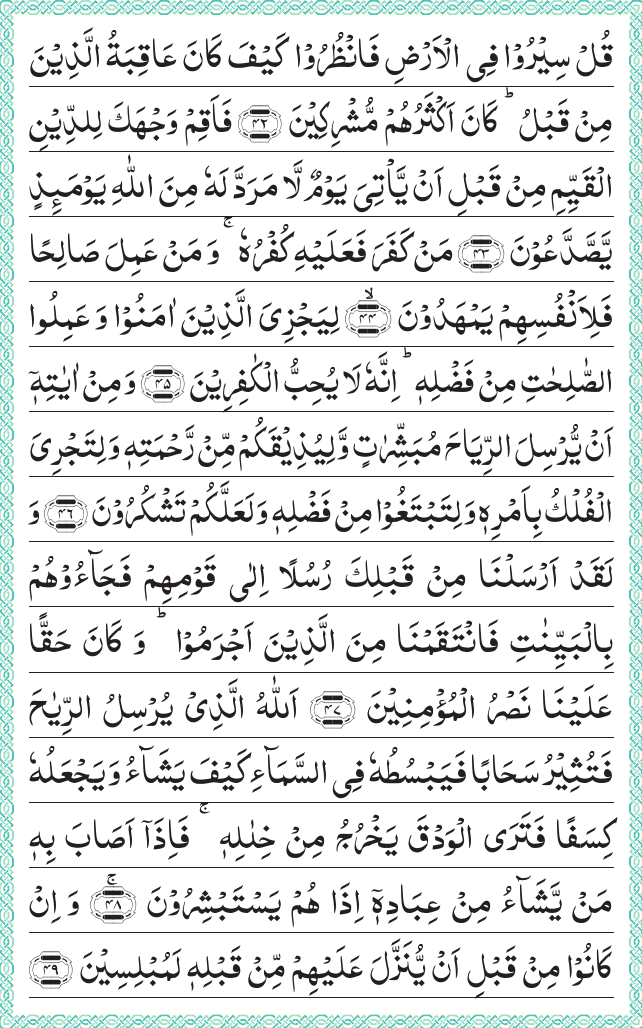 قُلۡ سِيۡرُوۡا فِى الۡاَرۡضِ فَانْظُرُوۡا كَيۡفَ كَانَ عَاقِبَةُ الَّذِيۡنَ
مِنۡ قَبۡلُ ؕ كَانَ اَكۡثَرُهُمۡ مُّشۡرِكِيۡنَ ﴿۴۲﴾ فَاَقِمۡ وَجۡهَكَ لِلدِّيۡنِ
الۡقَيِّمِ مِنۡ قَبۡلِ اَنۡ يَّاۡتِىَ يَوۡمٌ لَّا مَرَدَّ لَهٗ مِنَ اللّٰهِ يَوۡمَٮِٕذٍ
يَّصَّدَّعُوۡنَ ﴿۴۳﴾ مَنۡ كَفَرَ فَعَلَيۡهِ كُفۡرُهٗ ۚ وَ مَنۡ عَمِلَ صَالِحًا
فَلِاَنۡفُسِهِمۡ يَمۡهَدُوۡنَ ۙ﴿۴۴﴾ لِيَجۡزِىَ الَّذِيۡنَ اٰمَنُوۡا وَ عَمِلُوا
الصّٰلِحٰتِ مِنۡ فَضۡلِهٖ ؕ اِنَّهٗ لَا يُحِبُّ الۡكٰفِرِيۡنَ ﴿۴۵﴾ وَ مِنۡ اٰيٰتِهٖۤ
اَنۡ يُّرۡسِلَ الرِّيَاحَ مُبَشِّرٰتٍ وَّ لِيُذِيۡقَكُمۡ مِّنۡ رَّحۡمَتِهٖ وَ لِتَجۡرِىَ
الۡفُلۡكُ بِاَمۡرِهٖ وَ لِتَبۡتَغُوۡا مِنۡ فَضۡلِهٖ وَ لَعَلَّكُمۡ تَشۡكُرُوۡنَ ﴿۴۶﴾ وَ
لَقَدۡ اَرۡسَلۡنَا مِنۡ قَبۡلِكَ رُسُلًا اِلٰى قَوۡمِهِمۡ فَجَآءُوۡهُمۡ
بِالۡبَيِّنٰتِ فَانْتَقَمۡنَا مِنَ الَّذِيۡنَ اَجۡرَمُوۡا ؕ وَ كَانَ حَقًّا
عَلَيۡنَا نَصۡرُ الۡمُؤۡمِنِيۡنَ ﴿۴۷﴾ اَللّٰهُ الَّذِىۡ يُرۡسِلُ الرِّيٰحَ
فَتُثِيۡرُ سَحَابًا فَيَبۡسُطُهٗ فِى السَّمَآءِ كَيۡفَ يَشَآءُ وَ يَجۡعَلُهٗ
كِسَفًا فَتَرَى الۡوَدۡقَ يَخۡرُجُ مِنۡ خِلٰلِهٖ ۚ فَاِذَاۤ اَصَابَ بِهٖ
مَنۡ يَّشَآءُ مِنۡ عِبَادِهٖۤ اِذَا هُمۡ يَسۡتَبۡشِرُوۡنَ ۚ﴿۴۸﴾ وَ اِنۡ
كَانُوۡا مِنۡ قَبۡلِ اَنۡ يُّنَزَّلَ عَلَيۡهِمۡ مِّنۡ قَبۡلِهٖ لَمُبۡلِسِيۡنَ ﴿۴۹﴾